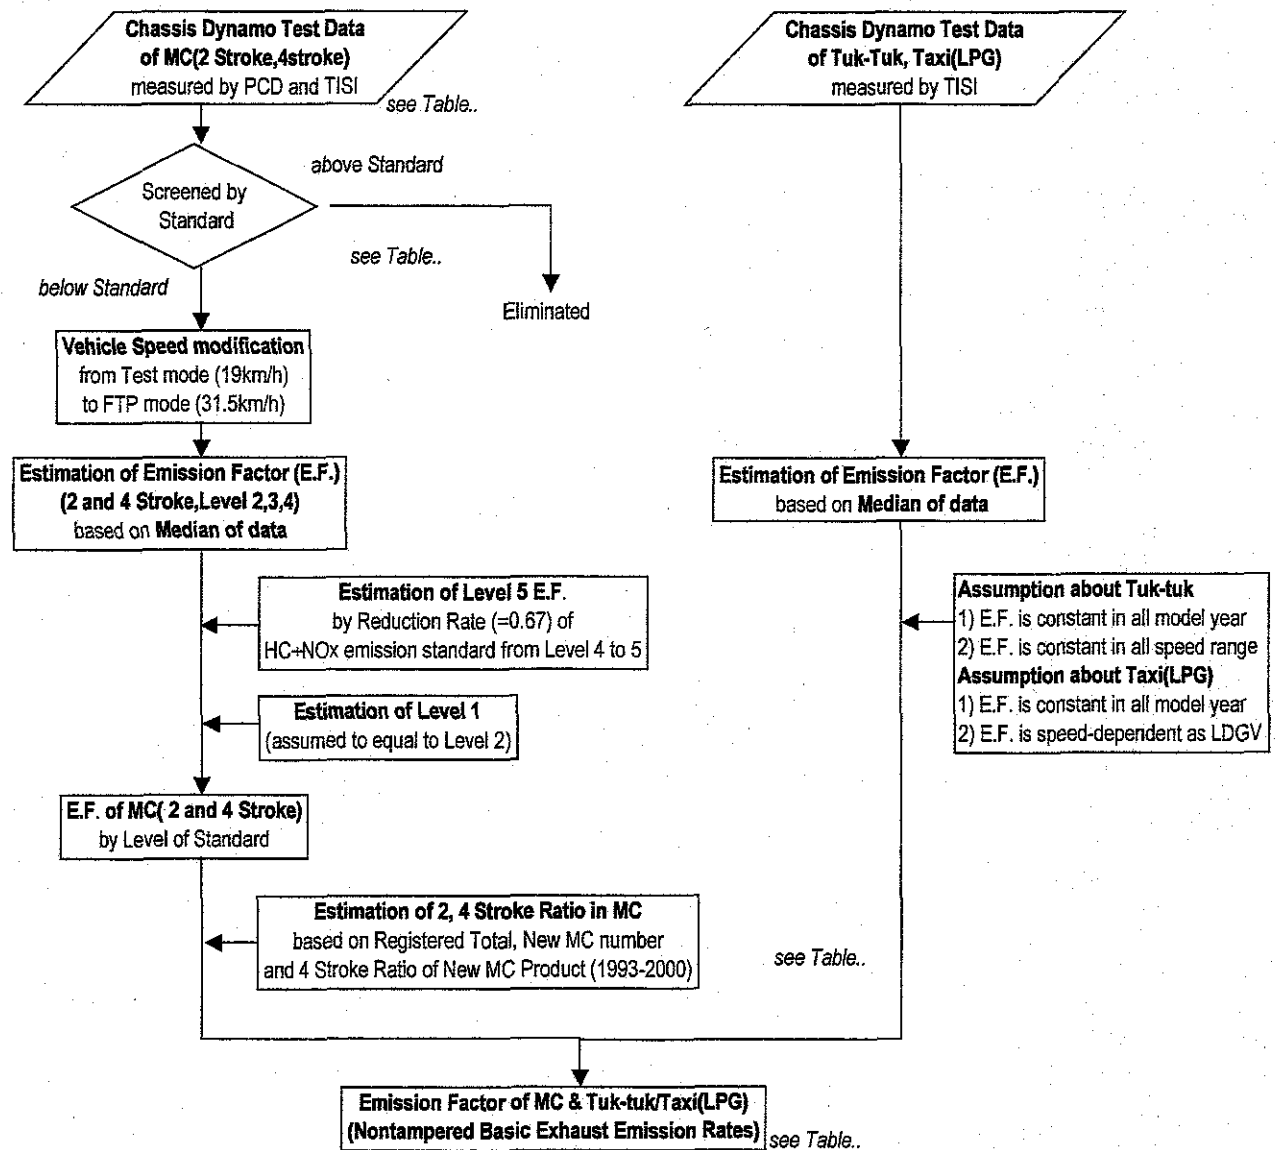 Chassis Dynamo Test Data
of MC(2 Stroke,4stroke)
measured by PCD and TISI
see Table..
Chassis Dynamo Test Data
of Tuk-Tuk, Taxi(LPG)
measured by TISI
above Standard
Screened by
Standard
see Table..
below Standard
Eliminated
Vehicle Speed modification
from Test mode (19km/h)
to FTP mode (31.5km/h)
Estimation of Emission Factor (E.F.)
(2 and 4 Stroke,Level 2,3,4)
based on Median of data
Estimation of Emission Factor (E.F.)
based on Median of data
Estimation of Level 5 E.F.
by Reduction Rate (=0.67) of
HC+NOx emission standard from Level 4 to 5
Assumption about Tuk-tuk
1) E.F. is constant in all model year
2) E.F. is constant in all speed range
Assumption about Taxi(LPG)
1) E.F. is constant in all model year
2) E.F. is speed-dependent as LDGV
Estimation of Level 1
(assumed to equal to Level 2)
E.F. of MC( 2 and 4 Stroke)
by Level of Standard
Estimation of 2, 4 Stroke Ratio in MC
based on Registered Total, New MC number
and 4 Stroke Ratio of New MC Product (1993-2000)
see Table..
Emission Factor of MC & Tuk-tuk/Taxi(LPG)
(Nontampered Basic Exhaust Emission Rates)
see Table..